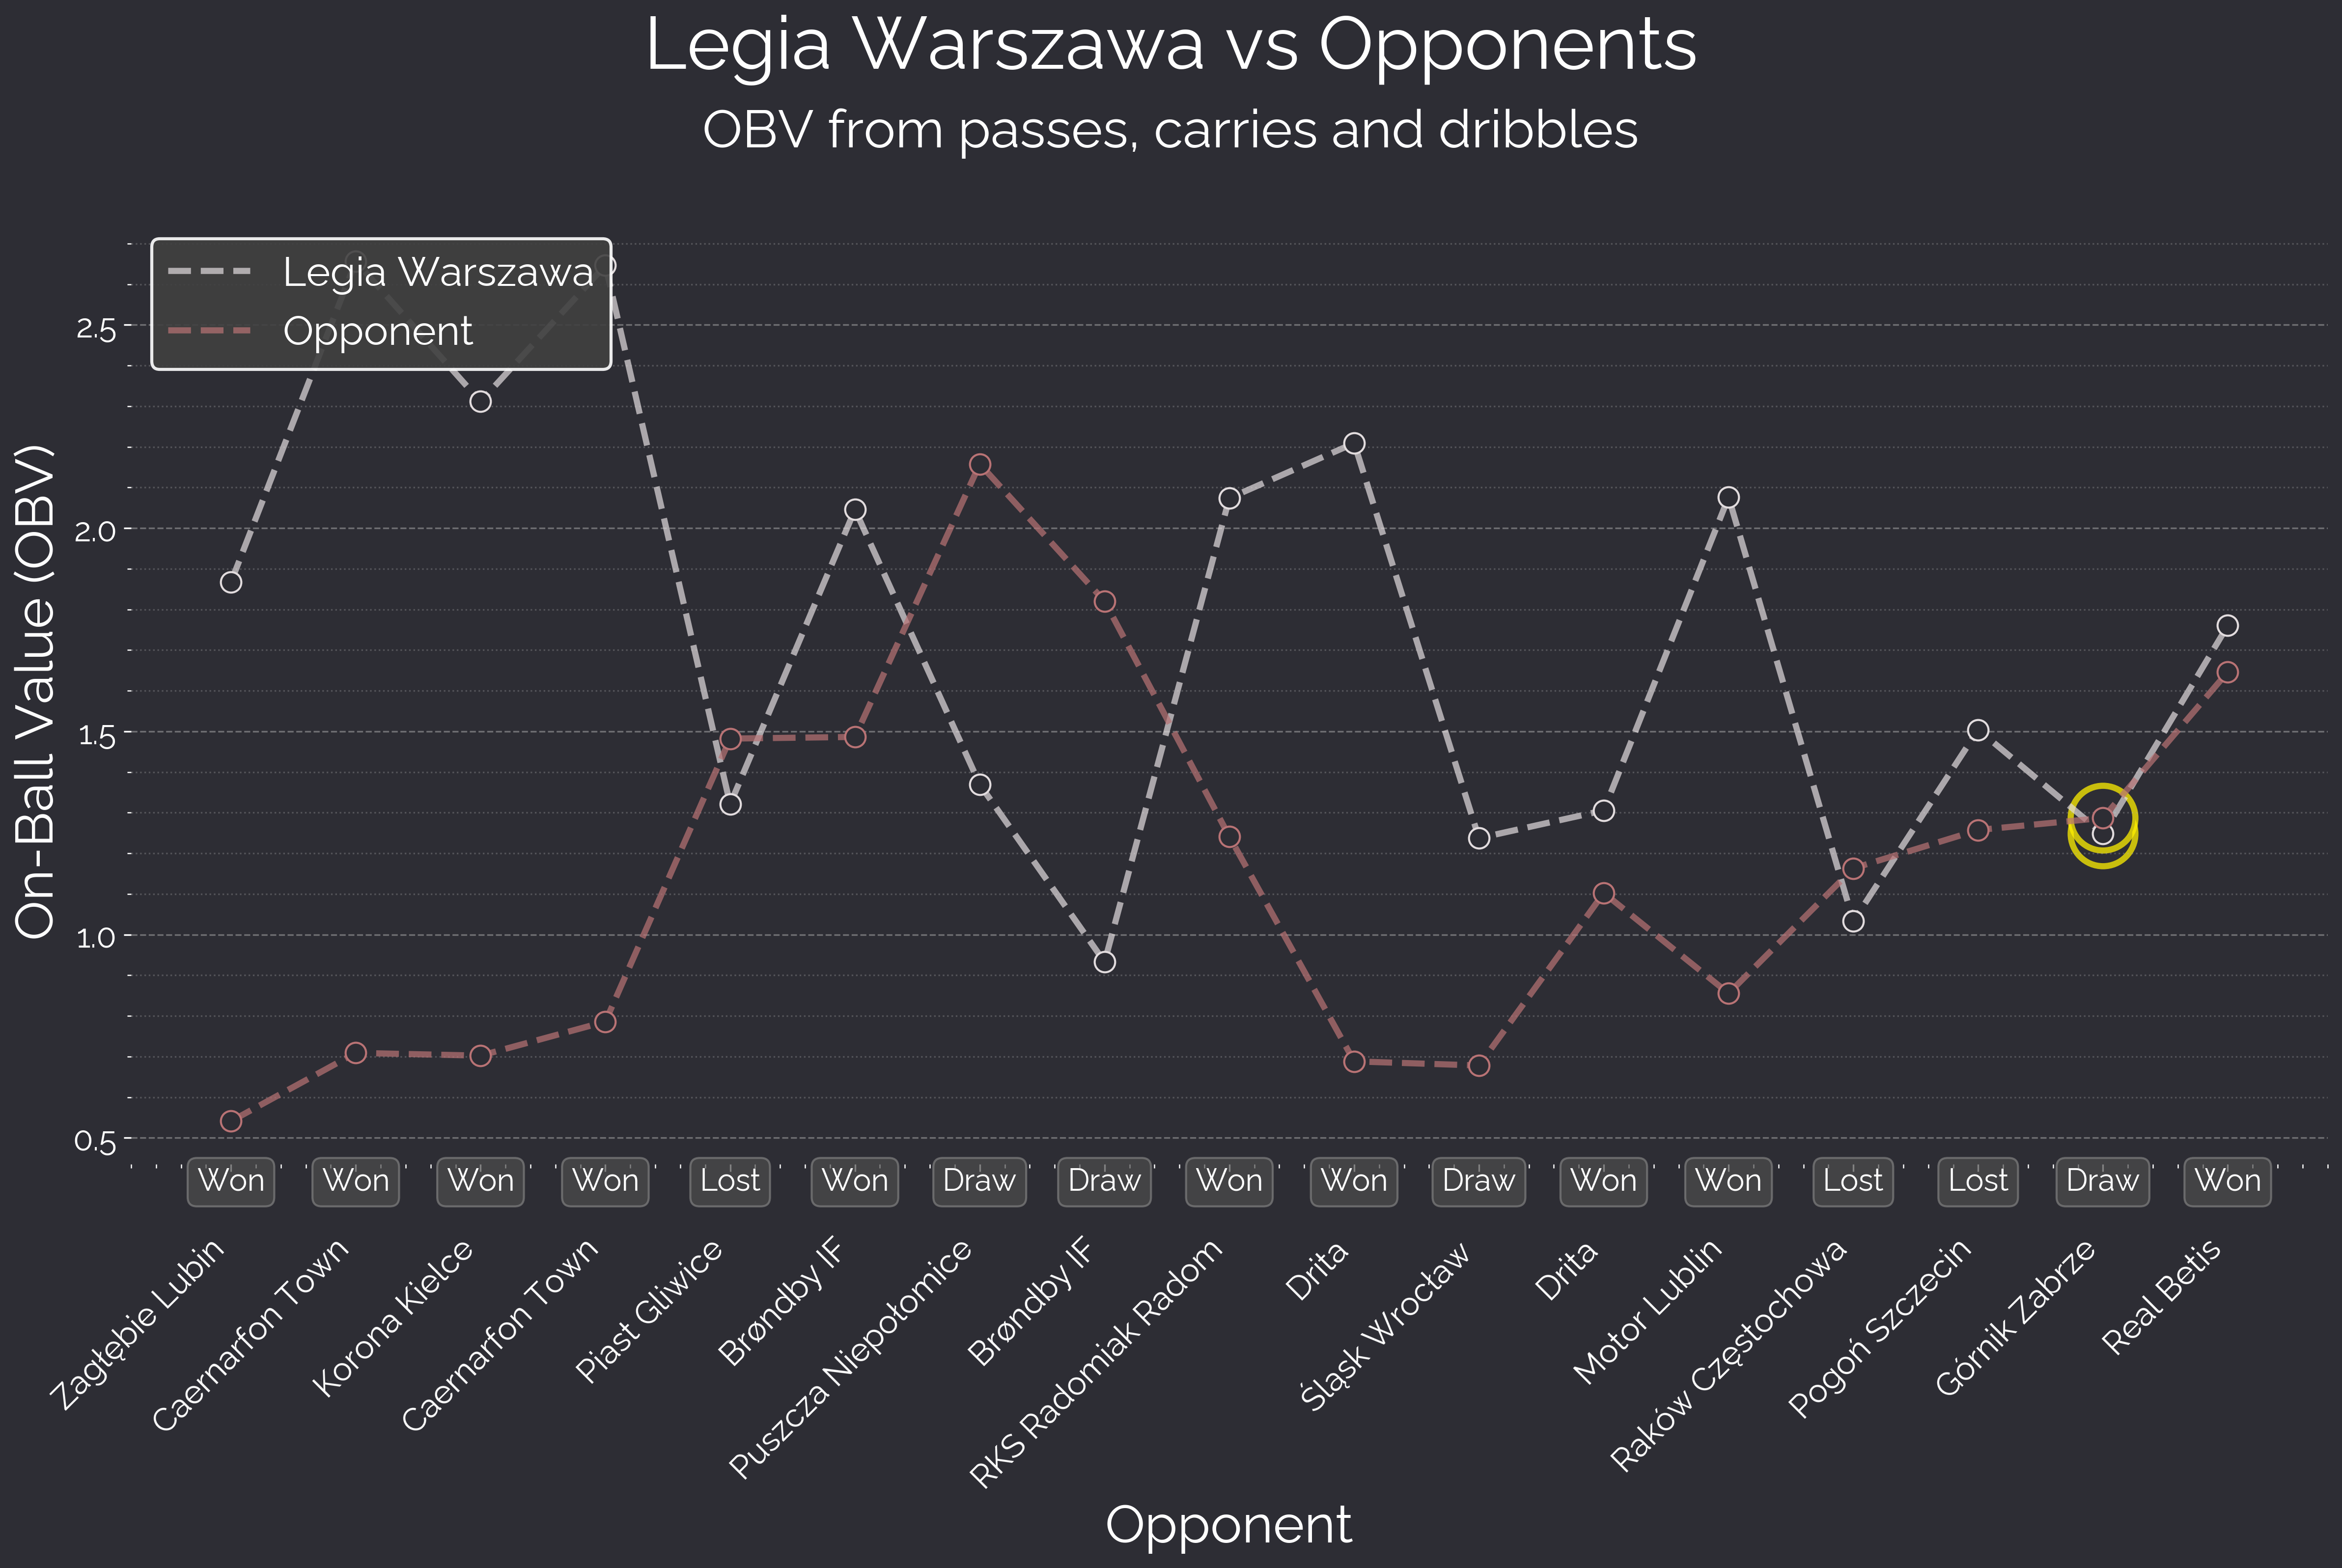 Legia Warszawa vs Opponents
OBV from passes, carries and dribbles
Legia Warszawa
Opponent
On-Ball Value (OBV)
2.5
2.0
1.5
1.0
0.5
Won Won Won Won Lost Won Draw Draw Won Won Draw Won Won Lost Lost Draw Won
Zagłębie Lubin
Caernarfon Town
Korona Kielce
Caernarfon Town
Piast Gliwice
Brøndby IF
Puszcza Niepołomice
Brøndby IF
RKS Radomiak Radom
Drita
Śląsk Wrocław
Drita
Motor Lublin
Raków Częstochowa
Pogoń Szczecin
Górnik Zabrze
Real Betis
Opponent